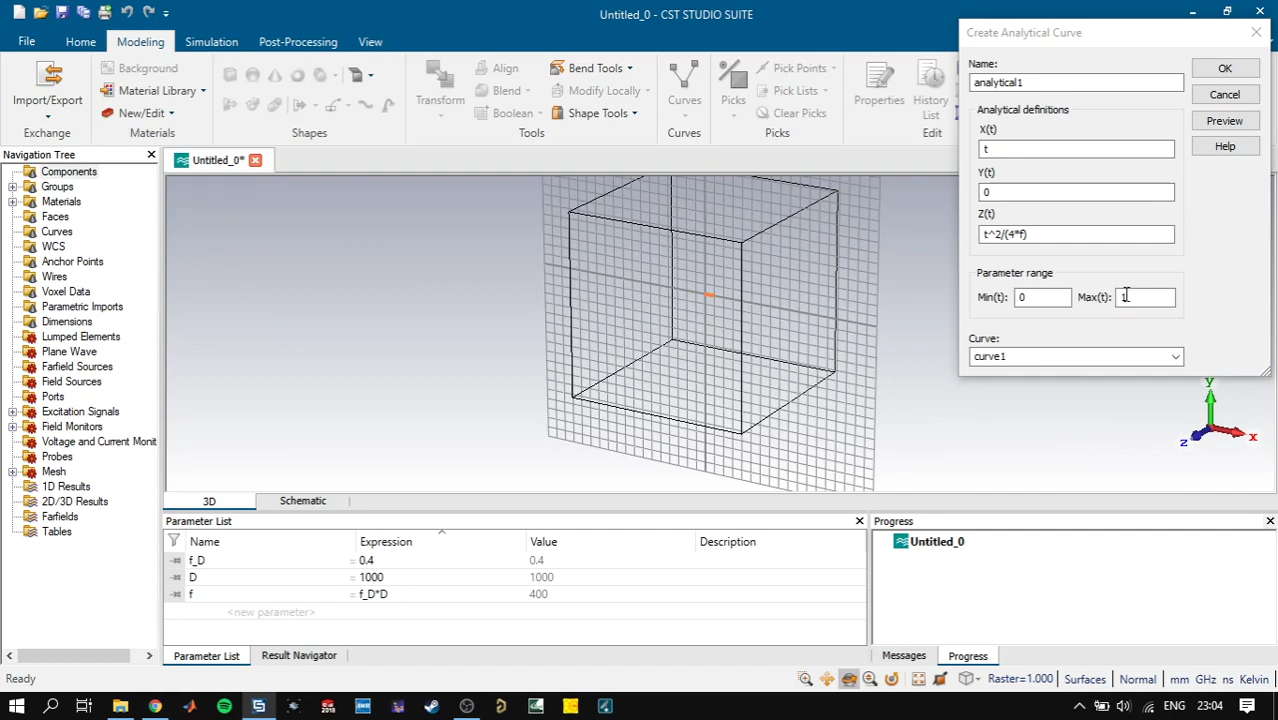 Untitled_0 - CST STUDIO SUITE
File Home Modeling Simulation Post-Processing View
Import/Export
Exchange
Background
Material Library
New/Edit
Materials
Shapes
Transform
Align
Blend
Boolean
Bend Tools
Modify Locally
Shape Tools
Tools
Curves
Curves
Picks
Pick Points
Pick Lists
Clear Picks
Picks
Properties
History List
Edit
Create Analytical Curve
Name:
analytical1
Analytical definitions
X(t)
t
Y(t)
0
Z(t)
t^2/(4*f)
Parameter range
Min(t): 0 Max(t): 1
Curve:
curve1
OK
Cancel
Preview
Help
Navigation Tree
Components
Groups
Materials
Faces
Curves
WCS
Anchor Points
Wires
Voxel Data
Parametric Imports
Dimensions
Lumped Elements
Plane Wave
Farfield Sources
Field Sources
Ports
Excitation Signals
Field Monitors
Voltage and Current Monit
Probes
Mesh
1D Results
2D/3D Results
Farfields
Tables
Untitled_0*
y
z x
3D Schematic
Parameter List
Name Expression Value Description
f_D = 0.4 0.4
D = 1000 1000
f = f_D*D 400
<new parameter>
Parameter List Result Navigator
Progress
Untitled_0
Messages Progress
Ready
Raster=1.000 Surfaces Normal mm GHz ns Kelvin
ENG 23:04